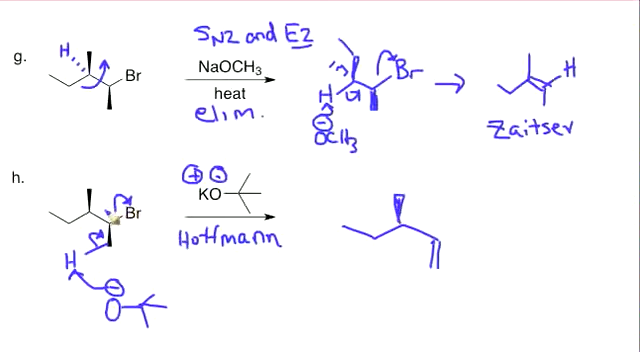 SN2 and E2
g.
H
Br
NaOCH3
heat
elim.
H
Br
⊖
OCH3
→
H
Zaitsev
h.
Br
⊕ ⊖
KO
Hoffmann
H
⊖
O